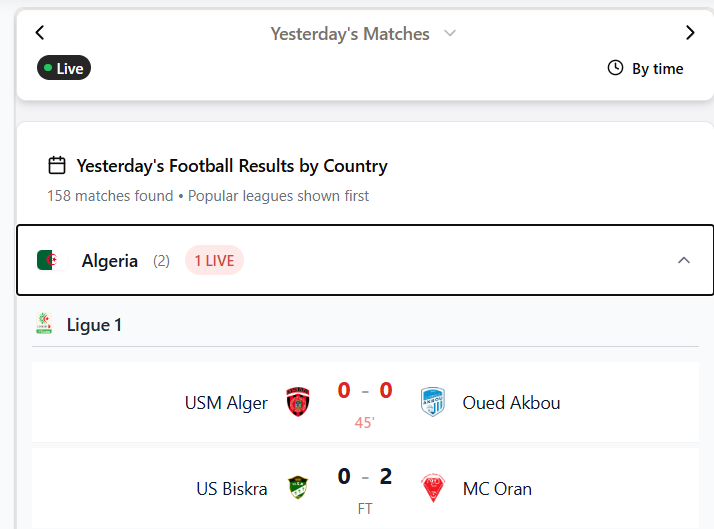 Yesterday's Matches
Live
By time
Yesterday's Football Results by Country
158 matches found • Popular leagues shown first
Algeria (2) 1 LIVE
Ligue 1
USM Alger 0 - 0 Oued Akbou
45'
US Biskra 0 - 2 MC Oran
FT